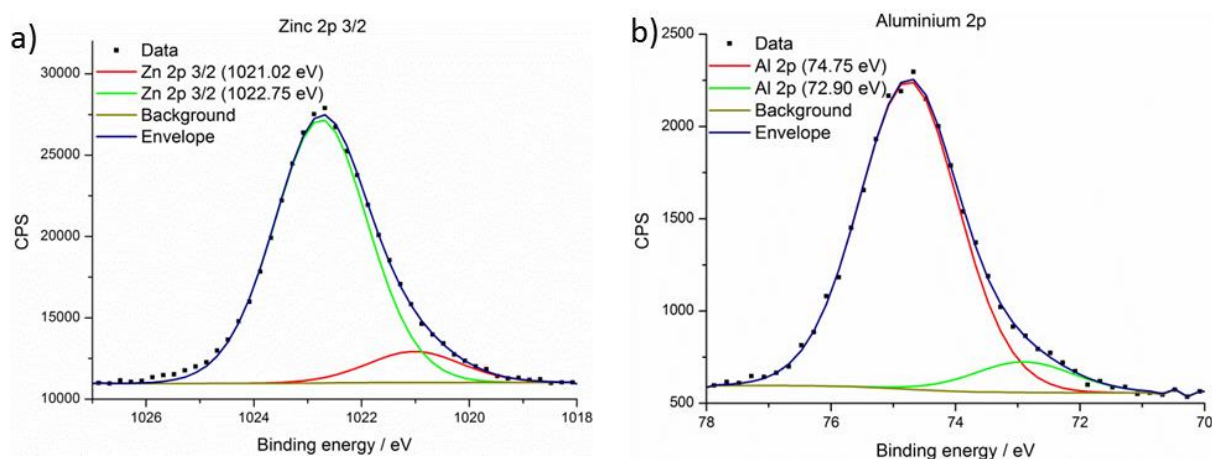 a)
Zinc 2p 3/2
Data
Zn 2p 3/2 (1021.02 eV)
Zn 2p 3/2 (1022.75 eV)
Background
Envelope
30000
25000
20000
15000
10000
CPS
1026
1024
1022
1020
1018
Binding energy / eV
b)
Aluminium 2p
Data
Al 2p (74.75 eV)
Al 2p (72.90 eV)
Background
Envelope
2500
2000
1500
1000
500
CPS
78
76
74
72
70
Binding energy / eV